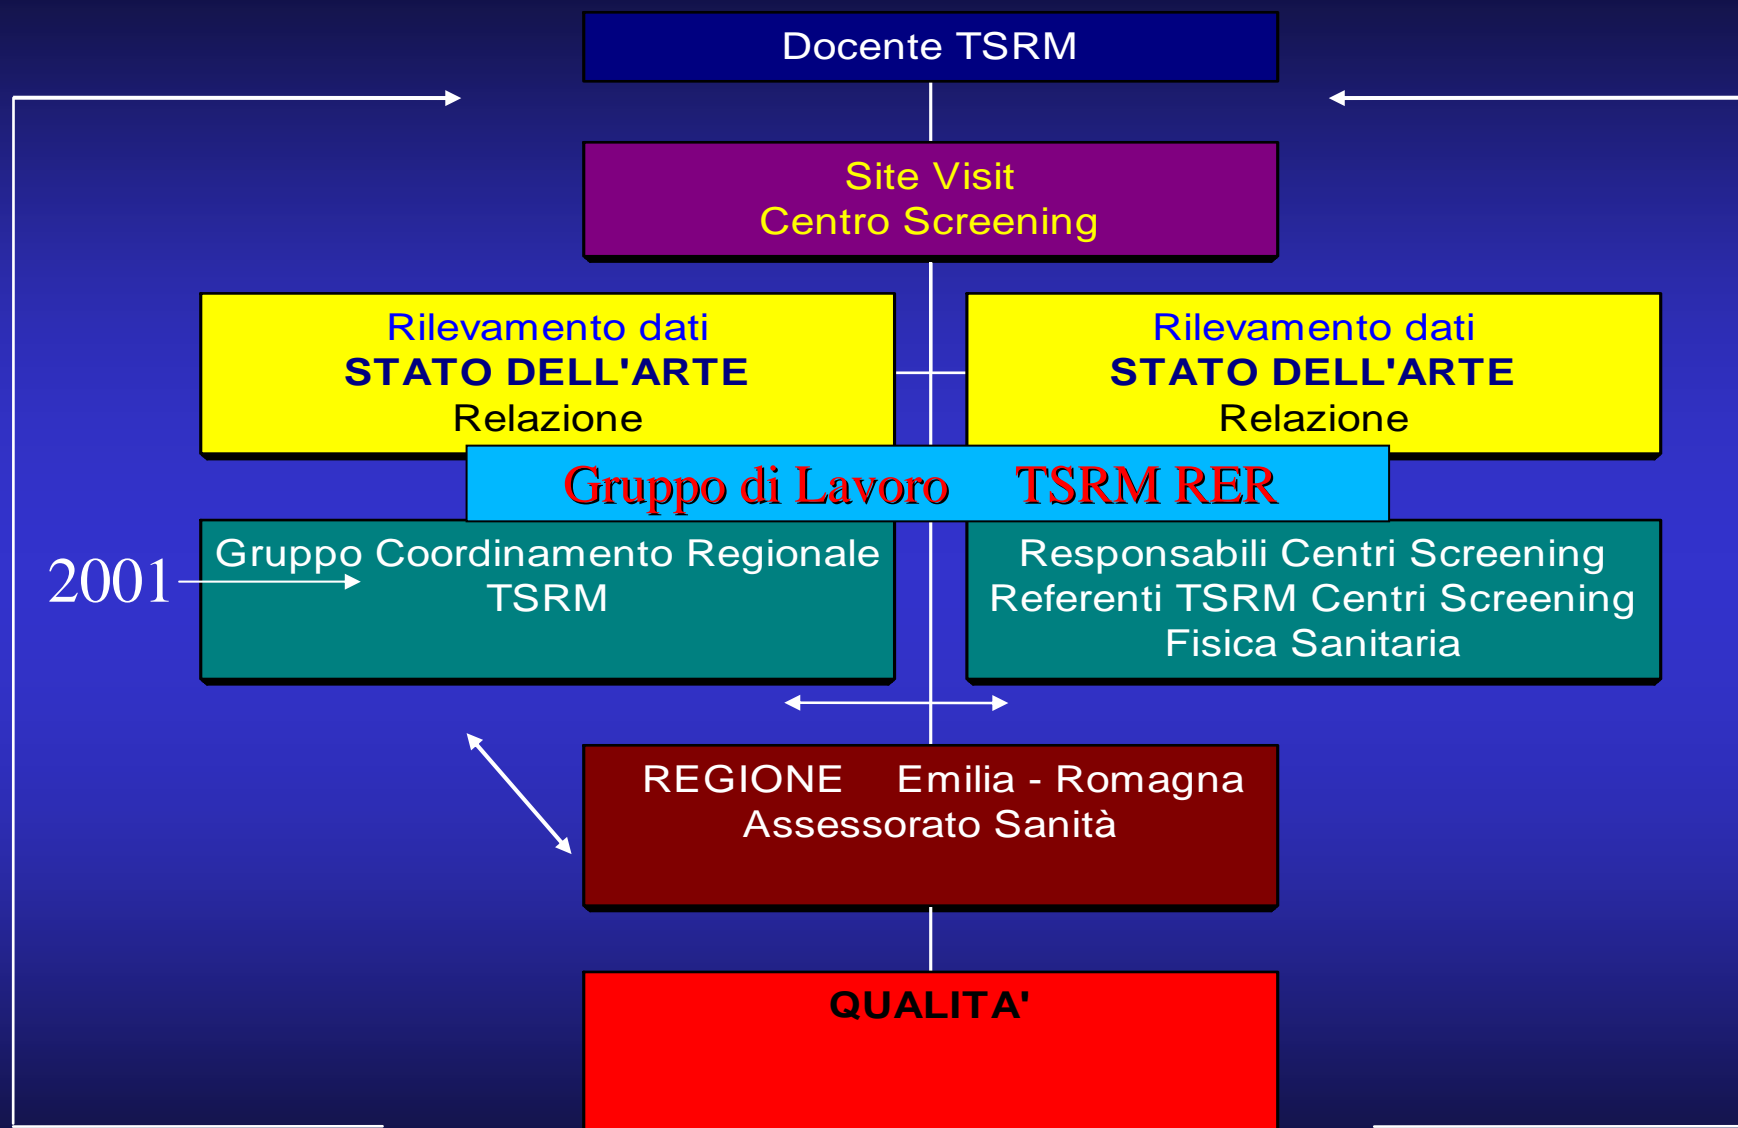 Docente TSRM
Site Visit
Centro Screening
Rilevamento dati
STATO DELL'ARTE
Relazione
Rilevamento dati
STATO DELL'ARTE
Relazione
Gruppo di Lavoro TSRM RER
2001
Gruppo Coordinamento Regionale
TSRM
Responsabili Centri Screening
Referenti TSRM Centri Screening
Fisica Sanitaria
REGIONE Emilia - Romagna
Assessorato Sanità
QUALITA'